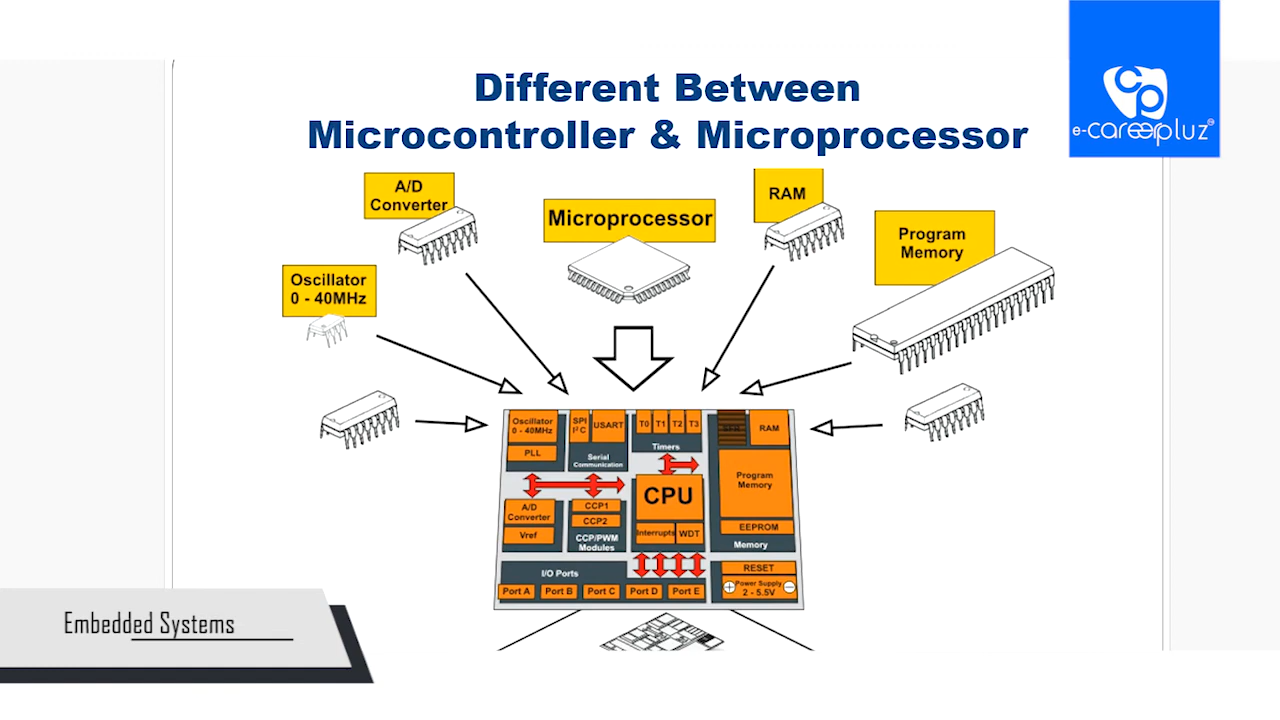 Different Between
Microcontroller & Microprocessor
e-careerpluz
TM
A/D
Converter
Microprocessor
RAM
Program
Memory
Oscillator
0 - 40MHz
Oscillator
0 - 40MHz
PLL
SPI
I²C
USART
Serial
Communication
T0 T1 T2 T3
Timers
SFR
RAM
Program
Memory
EEPROM
Memory
CPU
Interrupts
WDT
A/D
Converter
Vref
CCP1
CCP2
CCP/PWM
Modules
I/O Ports
Port A Port B Port C Port D Port E
RESET
Power Supply
2 - 5.5V
Embedded Systems